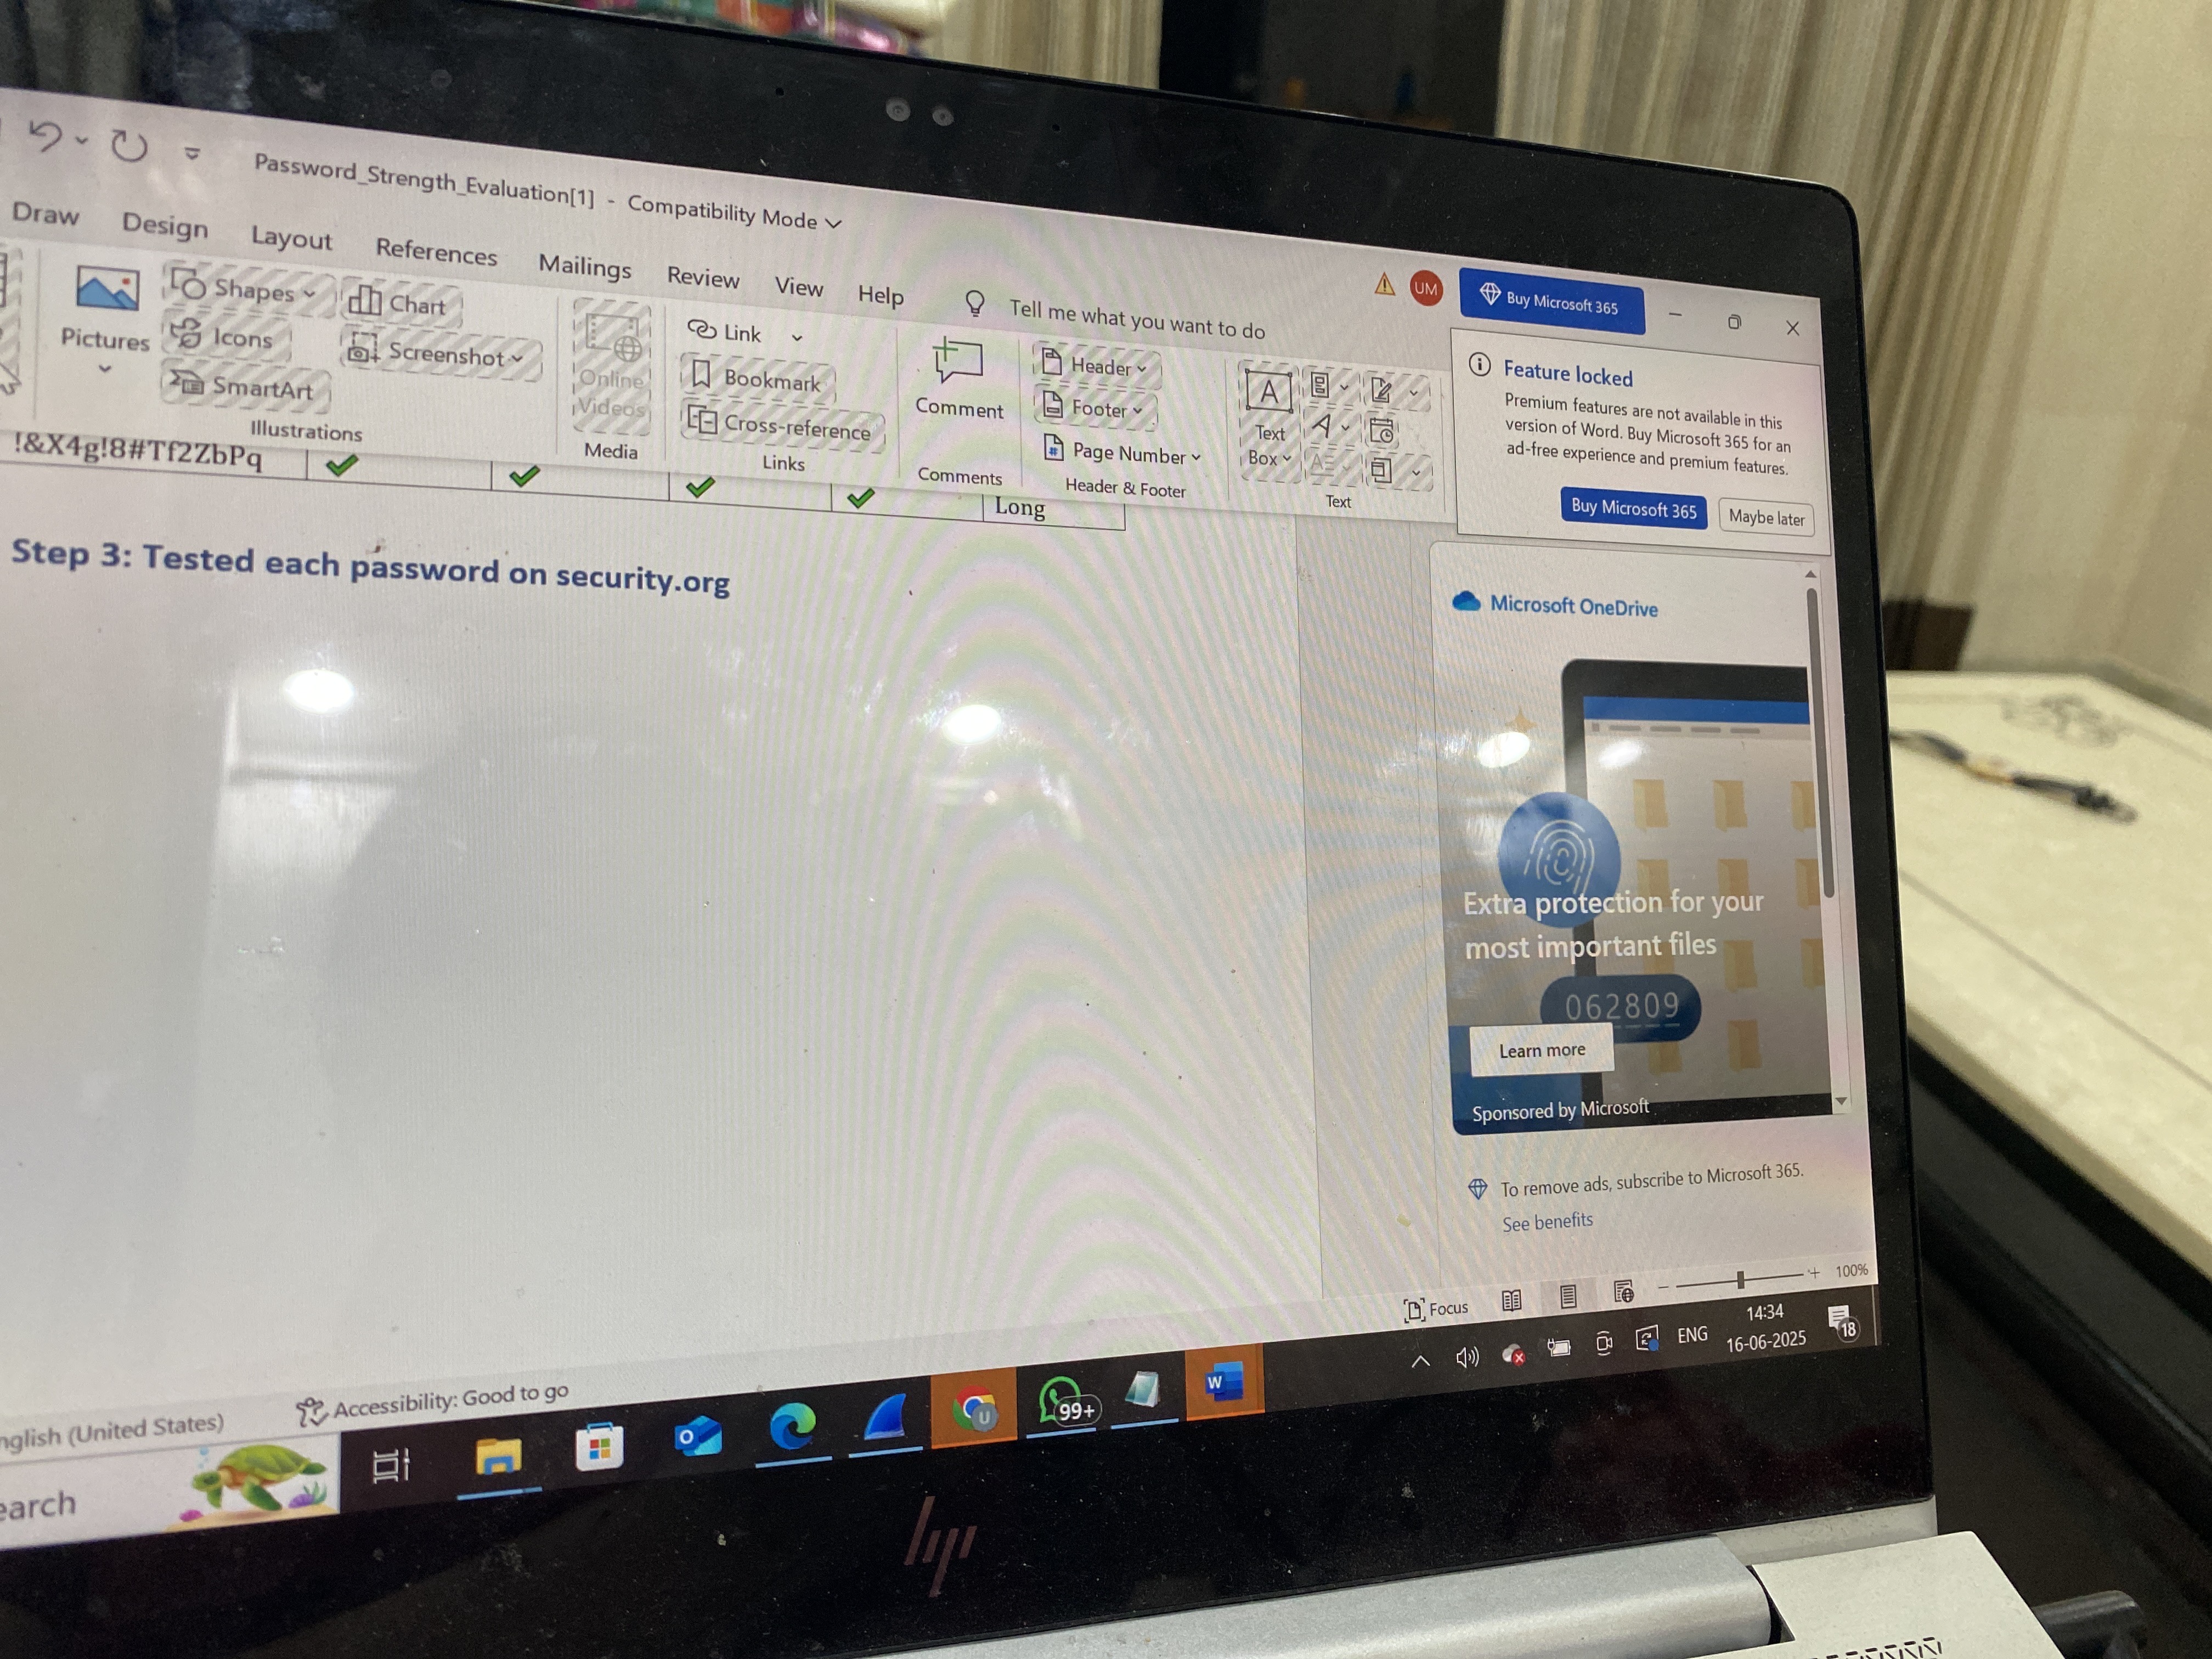 Password_Strength_Evaluation[1] - Compatibility Mode
Draw Design Layout References Mailings Review View Help Tell me what you want to do
UM Buy Microsoft 365
Pictures
Shapes
Icons
SmartArt
Chart
Screenshot
Illustrations
Online
Videos
Media
Link
Bookmark
Cross-reference
Links
Comment
Comments
Header
Footer
Page Number
Header & Footer
A
Text
Box
Text
Feature locked
Premium features are not available in this
version of Word. Buy Microsoft 365 for an
ad-free experience and premium features.
Buy Microsoft 365 Maybe later
!&X4g!8#Tf2ZbPq
Long
Step 3: Tested each password on security.org
Microsoft OneDrive
Extra protection for your
most important files
062809
Learn more
Sponsored by Microsoft
To remove ads, subscribe to Microsoft 365.
See benefits
nglish (United States) Accessibility: Good to go Focus 100%
earch
U
99+
W
ENG
14:34
16-06-2025
18
hp